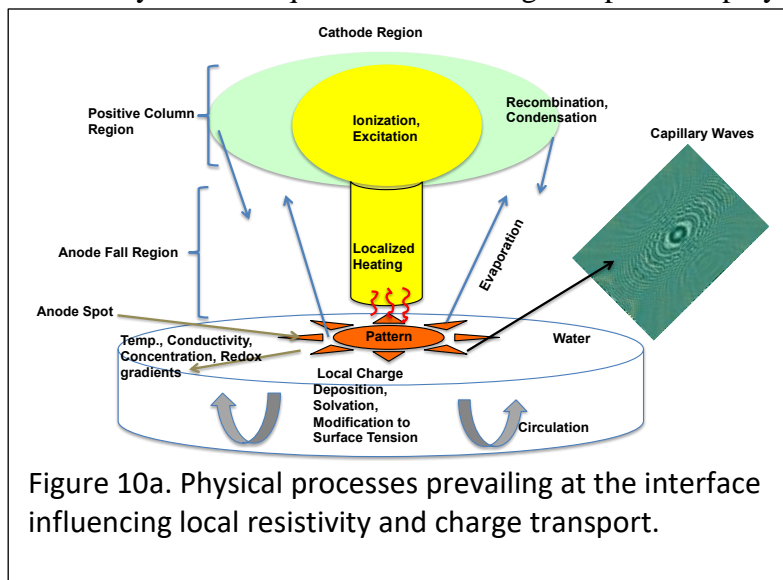 Cathode Region
Positive Column
Region
Ionization,
Excitation
Recombination,
Condensation
Capillary Waves
Anode Fall Region
Localized
Heating
Evaporation
Anode Spot
Temp., Conductivity,
Concentration, Redox
gradients
Pattern
Water
Local Charge
Deposition,
Solvation,
Modification to
Surface Tension
Circulation
Figure 10a. Physical processes prevailing at the interface
influencing local resistivity and charge transport.